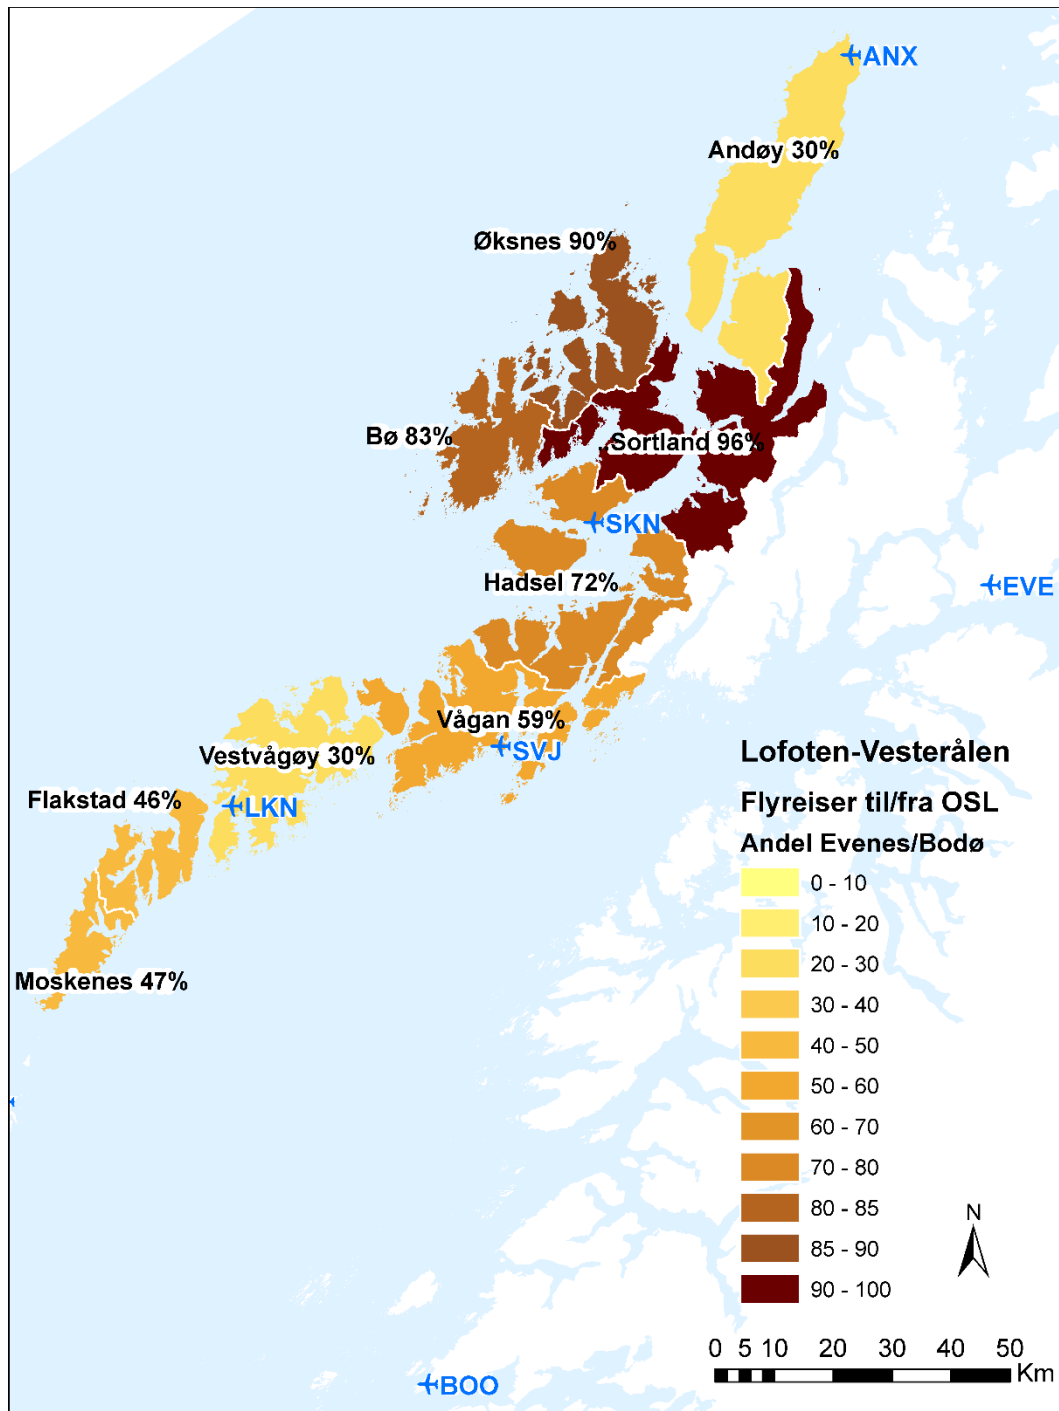 ANX
Andøy 30%
Øksnes 90%
Bø 83%
Sortland 96%
SKN
Hadsel 72%
EVE
Vågan 59%
SVJ
Vestvågøy 30%
Flakstad 46%
LKN
Moskenes 47%
BOO
Lofoten-Vesterålen
Flyreiser til/fra OSL
Andel Evenes/Bodø
0 - 10
10 - 20
20 - 30
30 - 40
40 - 50
50 - 60
60 - 70
70 - 80
80 - 85
85 - 90
90 - 100
N
0 5 10 20 30 40 50
Km